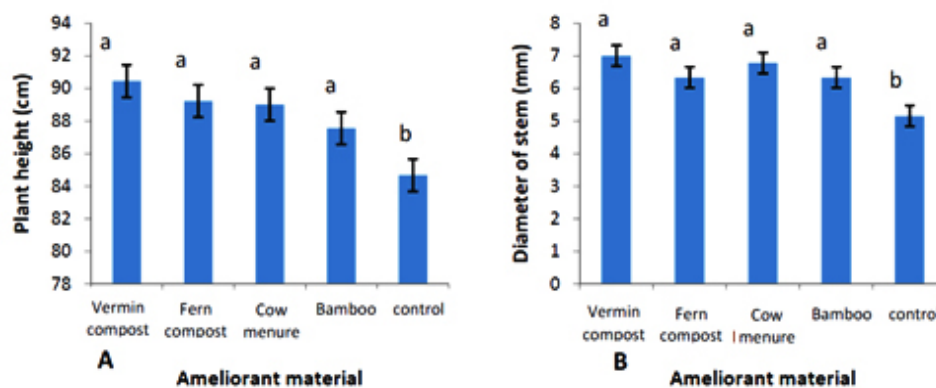 94
92
90
88
86
84
82
80
78
Plant height (cm)
a
a
a
a
b
Vermin compost
Fern compost
Cow menure
Bamboo
control
A
Ameliorant material
8
7
6
5
4
3
2
1
0
Diameter of stem (mm)
a
a
a
a
b
Vermin compost
Fern compost
Cow menure
Bamboo
control
B
Ameliorant material